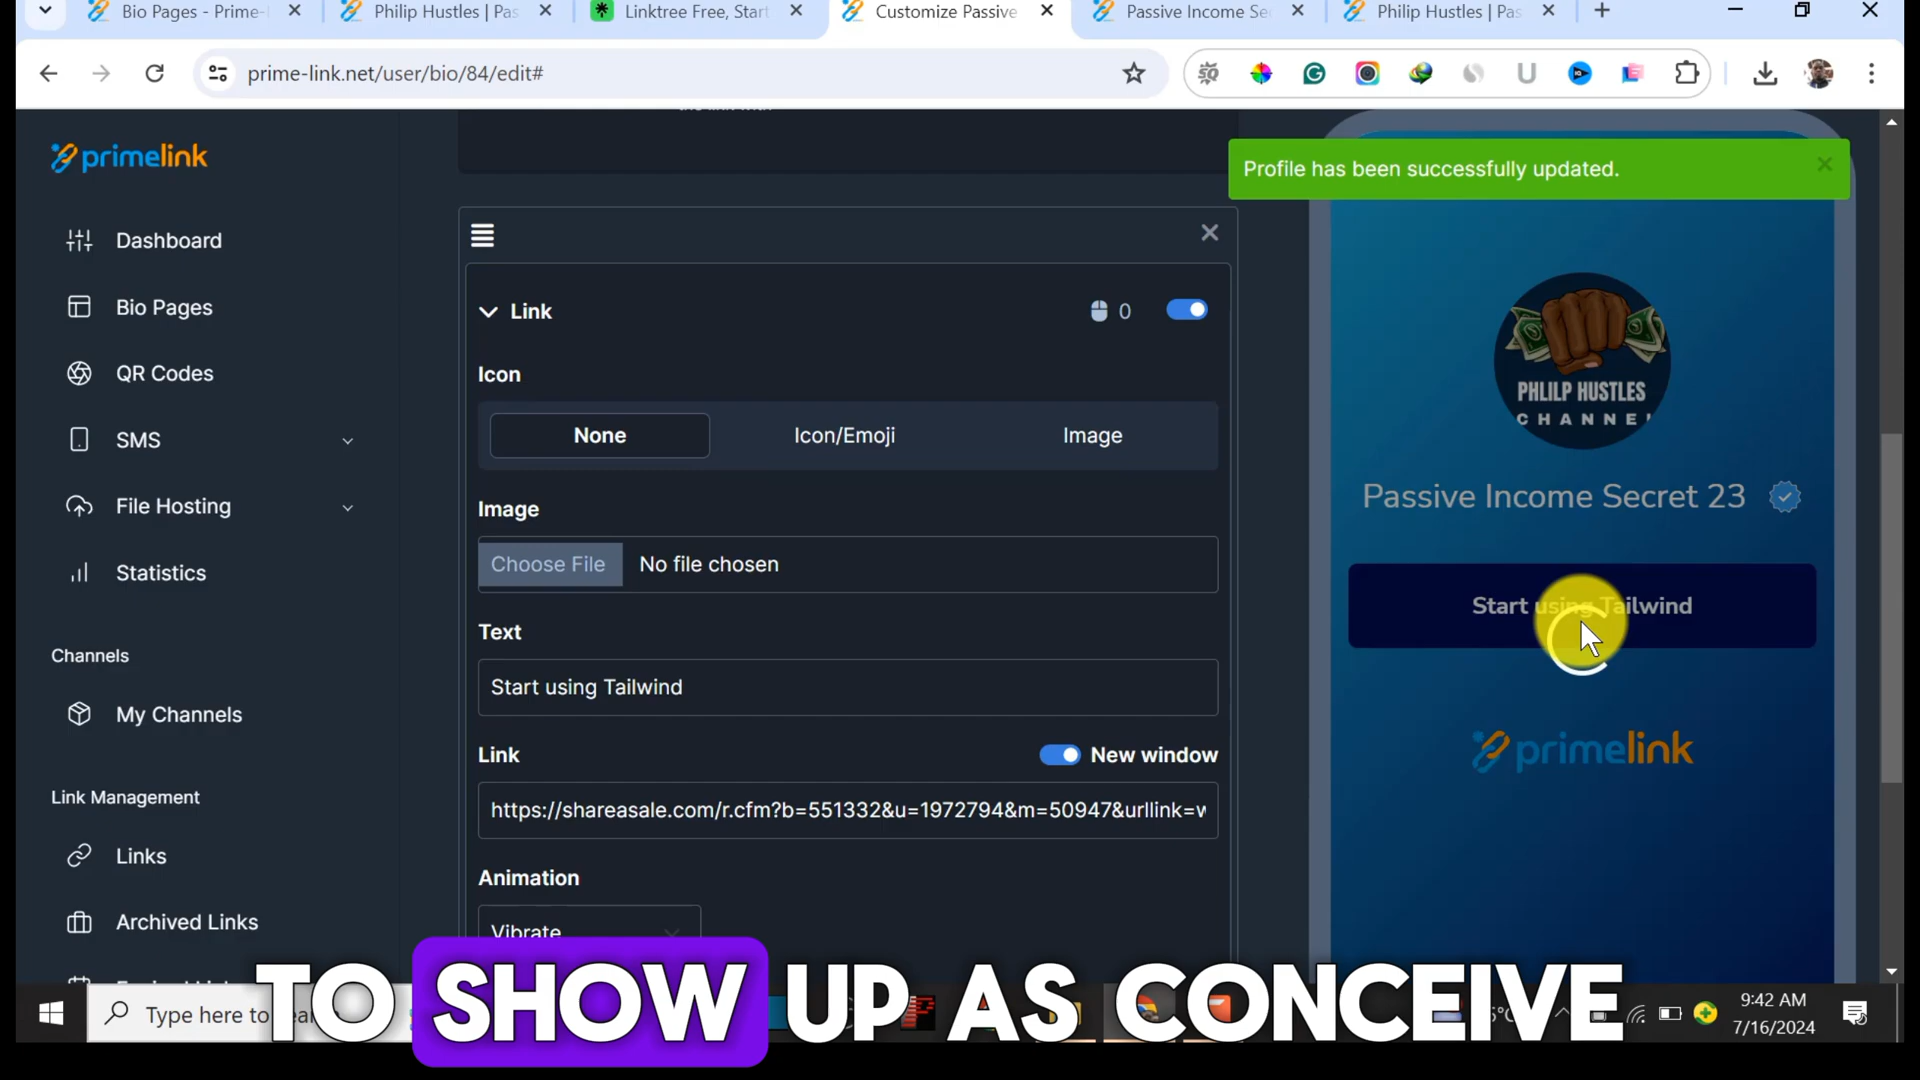 Bio Pages - Prime-
Philip Hustles | Pas
Linktree Free, Start
Customize Passive
Passive Income Se
Philip Hustles | Pas
prime-link.net/user/bio/84/edit#
primelink
Profile has been successfully updated.
Dashboard
Bio Pages
QR Codes
SMS
File Hosting
Statistics
Channels
My Channels
Link Management
Links
Archived Links
Link
0
Icon
None
Icon/Emoji
Image
Image
Choose File
No file chosen
Text
Start using Tailwind
Link
New window
https://shareasale.com/r.cfm?b=551332&u=1972794&m=50947&urllink=w
Animation
Vibrate
PHLILP HUSTLES
CHANNE
Passive Income Secret 23
Start using Tailwind
primelink
TO SHOW UP AS CONCEIVE
Type here to
9:42 AM
7/16/2024